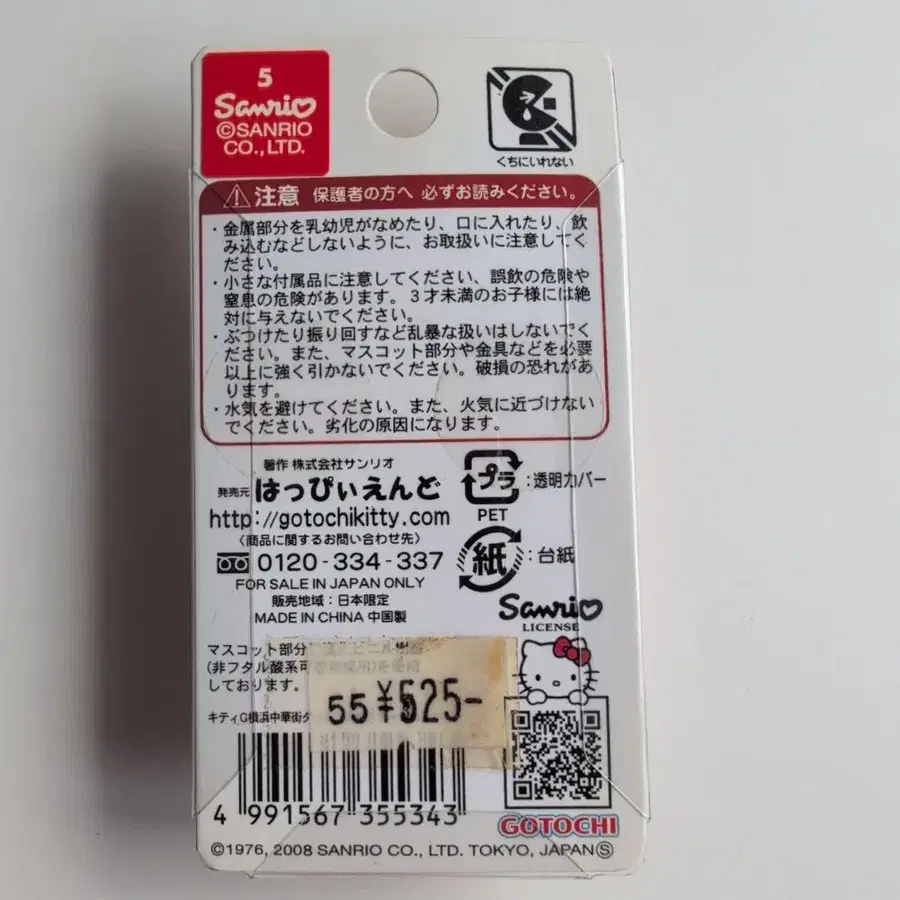 5
Sanrio
©SANRIO
CO., LTD.
くちにいれない
注意 保護者の方へ 必ずお読みください。
・金属部分を乳幼児がなめたり、口に入れたり、飲
み込むなどしないように、お取扱いに注意してく
ださい。
・小さな付属品に注意してください、誤飲の危険や
窒息の危険があります。３才未満のお子様には絶
対に与えないでください。
・ぶつけたり振り回すなど乱暴な扱いはしないでく
ださい。また、マスコット部分や金具などを必要
以上に強く引かないでください。破損の恐れがあ
ります。
・水気を避けてください。また、火気に近づけない
でください。劣化の原因になります。
著作 株式会社サンリオ
発売元 はっぴぃえんど
http://gotochikitty.com
〈商品に関するお問い合わせ先〉
0120-334-337
FOR SALE IN JAPAN ONLY
販売地域：日本限定
MADE IN CHINA 中国製
プラ :透明カバー
PET
紙 :台紙
Sanrio
LICENSE
マスコット部分
(非フタル酸系可
しております。
55 ¥525-
キティG横浜中華街
4 991567 355343
GOTOCHI
©1976, 2008 SANRIO CO., LTD. TOKYO, JAPAN Ⓢ